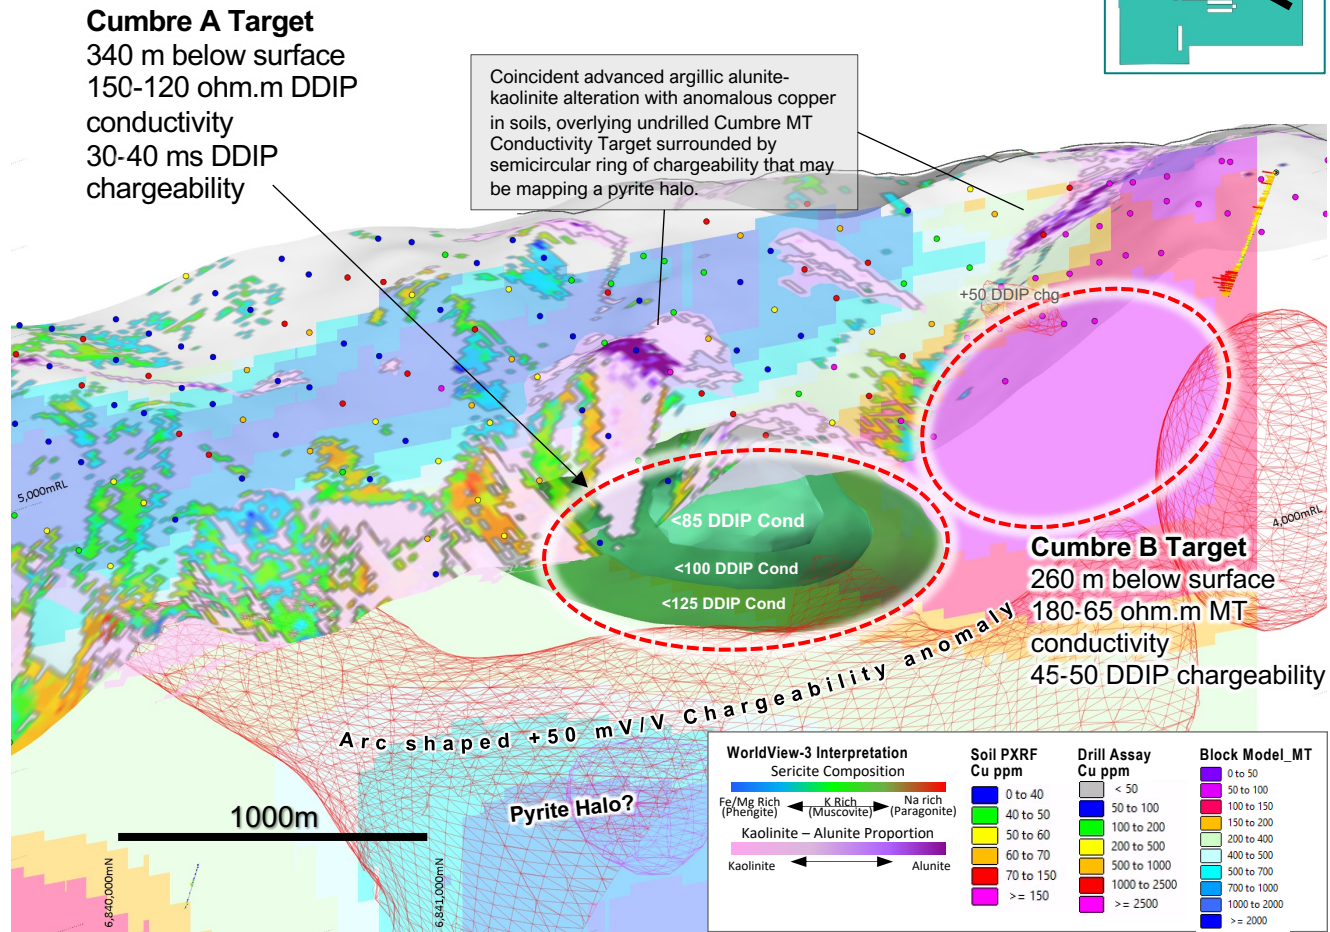 Cumbre A Target
340 m below surface
150-120 ohm.m DDIP
conductivity
30-40 ms DDIP
chargeability
Coincident advanced argillic alunite-
kaolinite alteration with anomalous copper
in soils, overlying undrilled Cumbre MT
Conductivity Target surrounded by
semicircular ring of chargeability that may
be mapping a pyrite halo.
+50 DDIP chg
5,000mRL
4,000mRL
<85 DDIP Cond
<100 DDIP Cond
<125 DDIP Cond
Cumbre B Target
260 m below surface
180-65 ohm.m MT
conductivity
45-50 DDIP chargeability
Arc shaped +50 mV/V Chargeability anomaly
Pyrite Halo?
1000m
6,840,000mN
6,841,000mN
WorldView-3 Interpretation
Sericite Composition
Fe/Mg Rich
(Phengite)
K Rich
(Muscovite)
Na rich
(Paragonite)
Kaolinite – Alunite Proportion
Kaolinite
Alunite
Soil PXRF
Cu ppm
0 to 40
40 to 50
50 to 60
60 to 70
70 to 150
>= 150
Drill Assay
Cu ppm
< 50
50 to 100
100 to 200
200 to 500
500 to 1000
1000 to 2500
>= 2500
Block Model_MT
0 to 50
50 to 100
100 to 150
150 to 200
200 to 400
400 to 500
500 to 700
700 to 1000
1000 to 2000
>= 2000